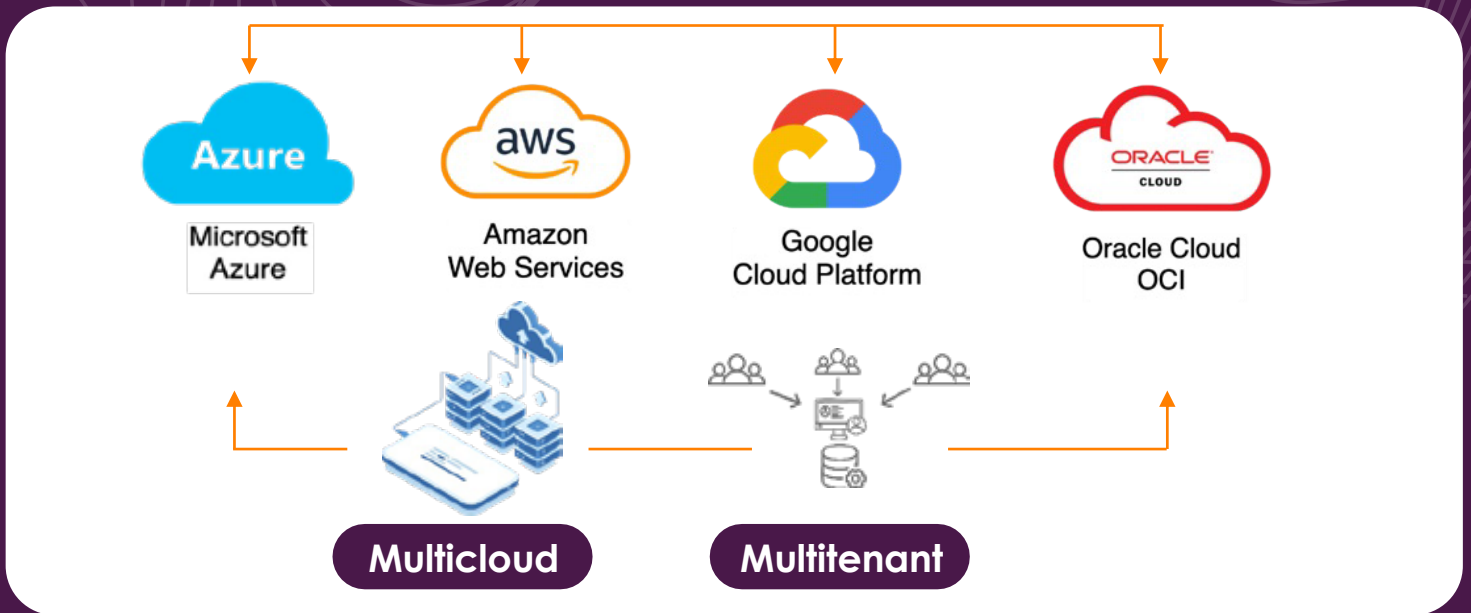 Azure
aws
ORACLE
CLOUD
Microsoft
Azure
Amazon
Web Services
Google
Cloud Platform
Oracle Cloud
OCI
Multicloud
Multitenant